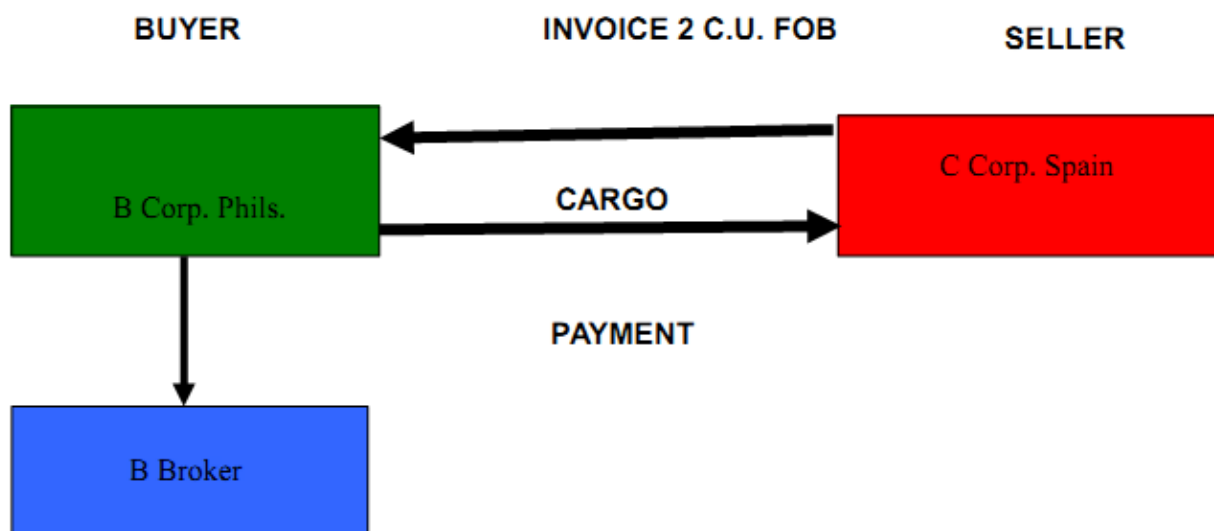 BUYER
INVOICE 2 C.U. FOB
SELLER
B Corp. Phils.
CARGO
C Corp. Spain
PAYMENT
B Broker